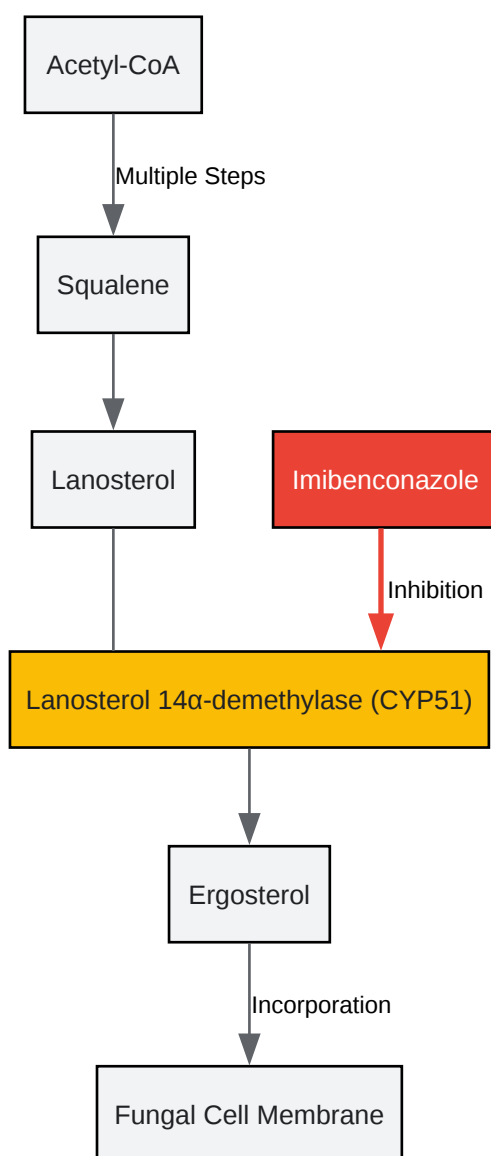 Acetyl-CoA
Multiple Steps
Squalene
Lanosterol
Imibenconazole
Inhibition
Lanosterol 14α-demethylase (CYP51)
Ergosterol
Incorporation
Fungal Cell Membrane